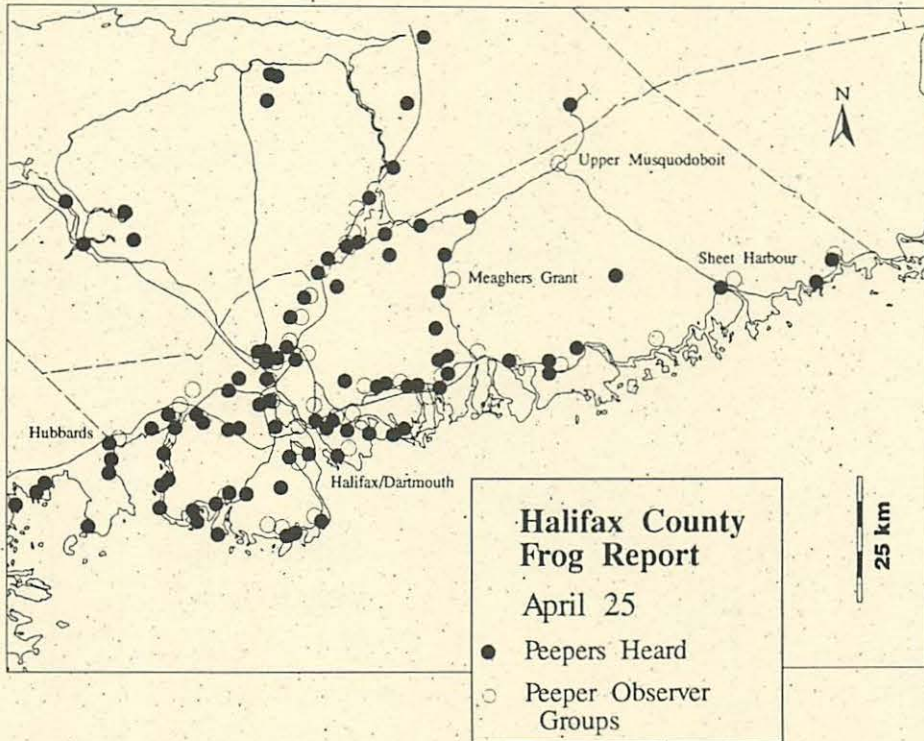 N
Upper Musquodoboit
Sheet Harbour
Meaghers Grant
Hubbards
Halifax/Dartmouth
25 km
Halifax County
Frog Report
April 25
Peepers Heard
Peeper Observer
Groups